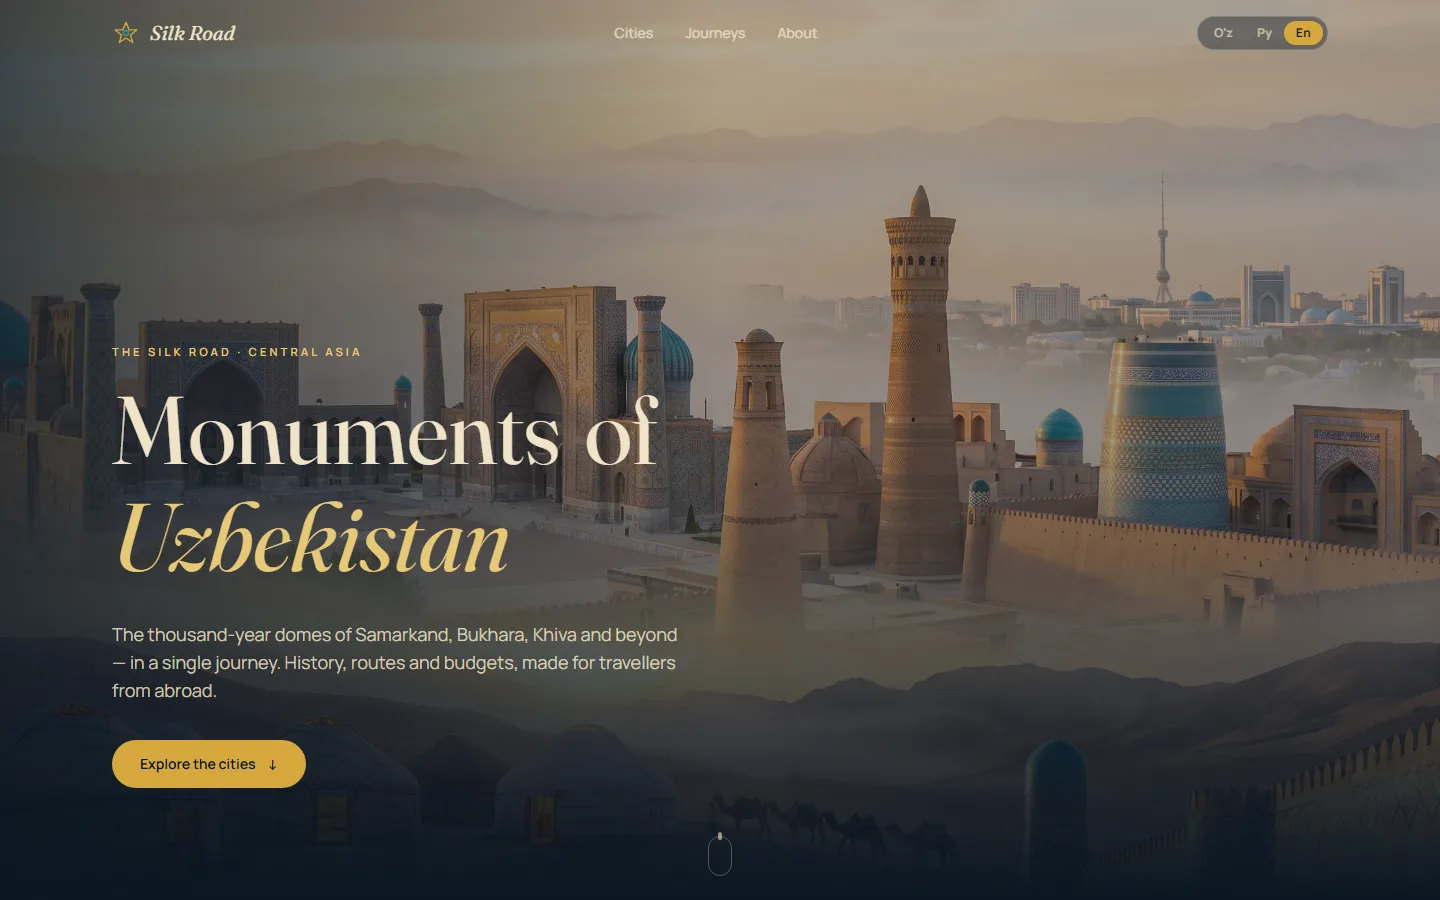 Silk Road
Cities
Journeys
About
O'z
Ру
En
THE SILK ROAD · CENTRAL ASIA
Monuments of
Uzbekistan
The thousand-year domes of Samarkand, Bukhara, Khiva and beyond
— in a single journey. History, routes and budgets, made for travellers
from abroad.
Explore the cities ↓